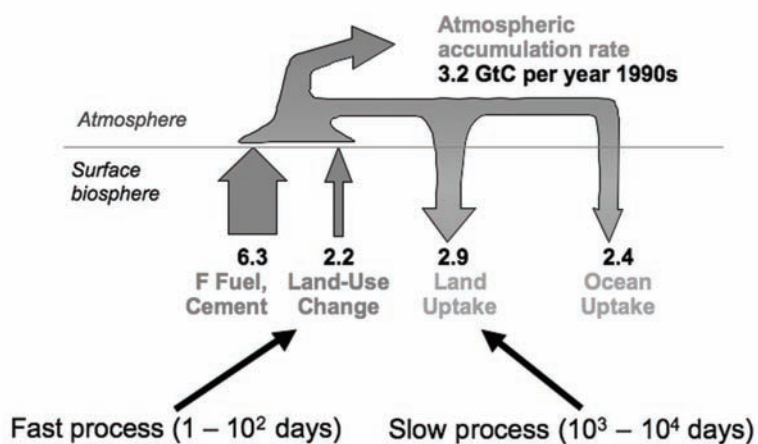 Atmospheric
accumulation rate
3.2 GtC per year 1990s
Atmosphere
Surface
biosphere
6.3
F Fuel,
Cement
2.2
Land-Use
Change
2.9
Land
Uptake
2.4
Ocean
Uptake
Fast process (1 – 10² days)
Slow process (10³ – 10⁴ days)